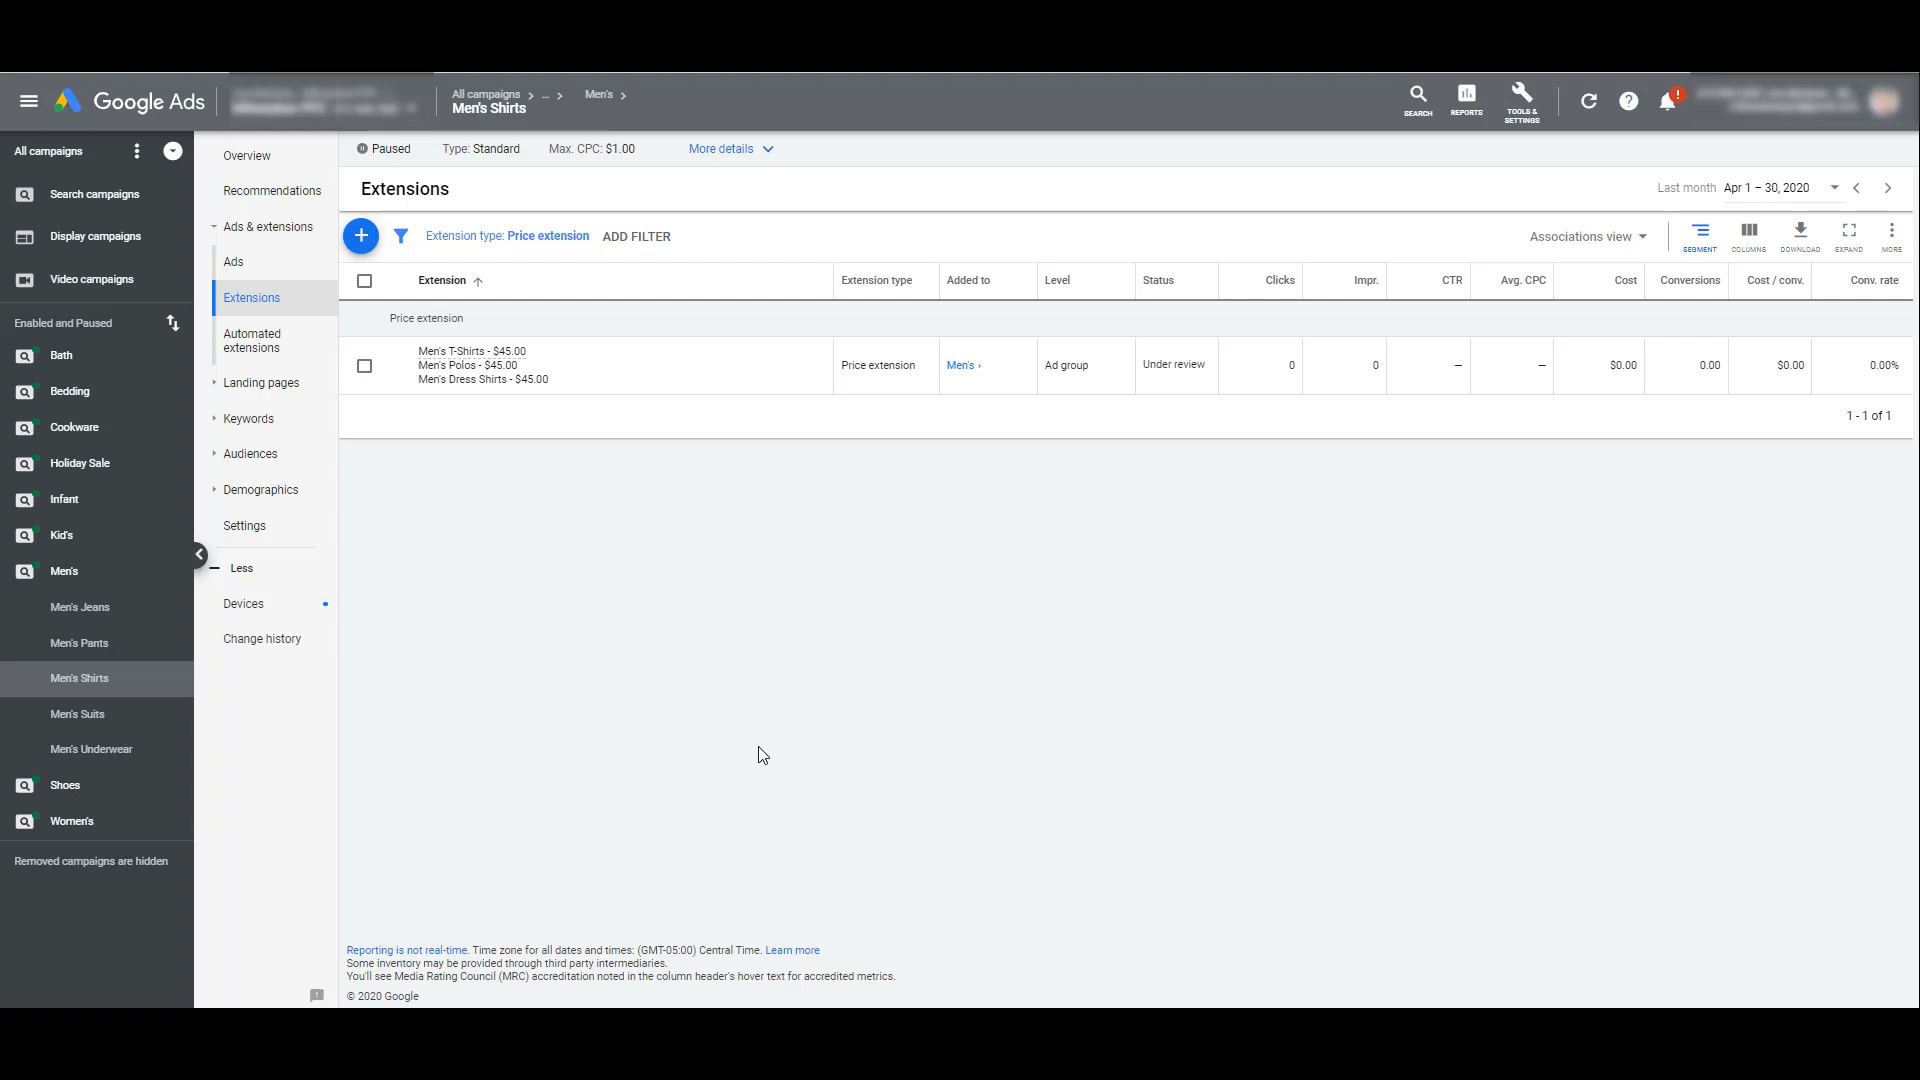 Google Ads
All campaigns > ... > Men's >
Men's Shirts
SEARCH
REPORTS
TOOLS & SETTINGS
!
All campaigns
Search campaigns
Display campaigns
Video campaigns
Enabled and Paused
Bath
Bedding
Cookware
Holiday Sale
Infant
Kid's
Men's
Men's Jeans
Men's Pants
Men's Shirts
Men's Suits
Men's Underwear
Shoes
Women's
Removed campaigns are hidden
Overview
Recommendations
Ads & extensions
Ads
Extensions
Automated
extensions
Landing pages
Keywords
Audiences
Demographics
Settings
Less
Devices
Change history
Paused Type: Standard Max. CPC: $1.00 More details
Extensions
Last month Apr 1 – 30, 2020
Extension type: Price extension ADD FILTER
Associations view
SEGMENT COLUMNS DOWNLOAD EXPAND MORE
Extension Extension type Added to Level Status Clicks Impr. CTR Avg. CPC Cost Conversions Cost / conv. Conv. rate
Price extension
Men's T-Shirts - $45.00
Men's Polos - $45.00
Men's Dress Shirts - $45.00
Price extension Men's › Ad group Under review 0 0 – – $0.00 0.00 $0.00 0.00%
1 - 1 of 1
Reporting is not real-time. Time zone for all dates and times: (GMT-05:00) Central Time. Learn more
Some inventory may be provided through third party intermediaries.
You'll see Media Rating Council (MRC) accreditation noted in the column header's hover text for accredited metrics.
© 2020 Google